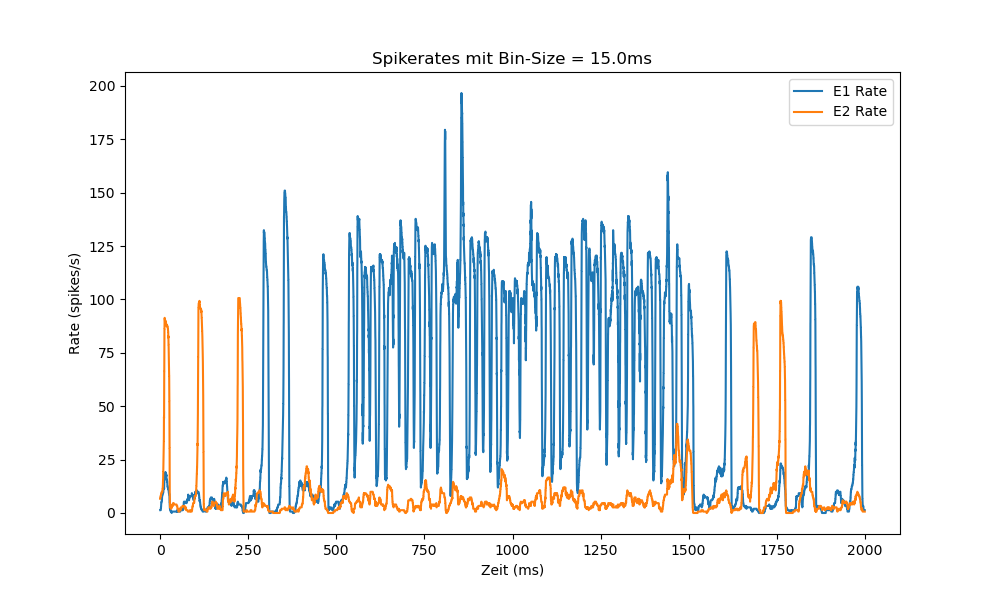 Spikerates mit Bin-Size = 15.0ms
E1 Rate
E2 Rate
200
175
150
125
100
75
50
25
0
Rate (spikes/s)
0 250 500 750 1000 1250 1500 1750 2000
Zeit (ms)